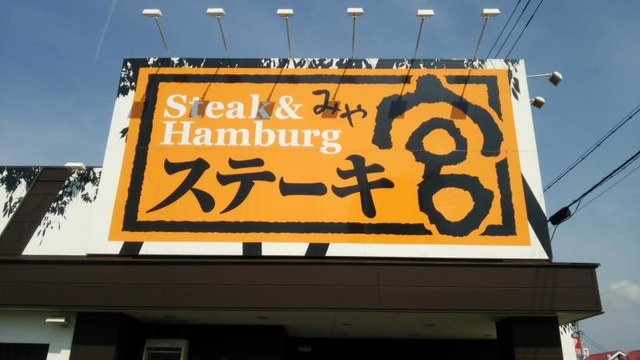 Steak&
Hamburg
ステーキ
みや
宮